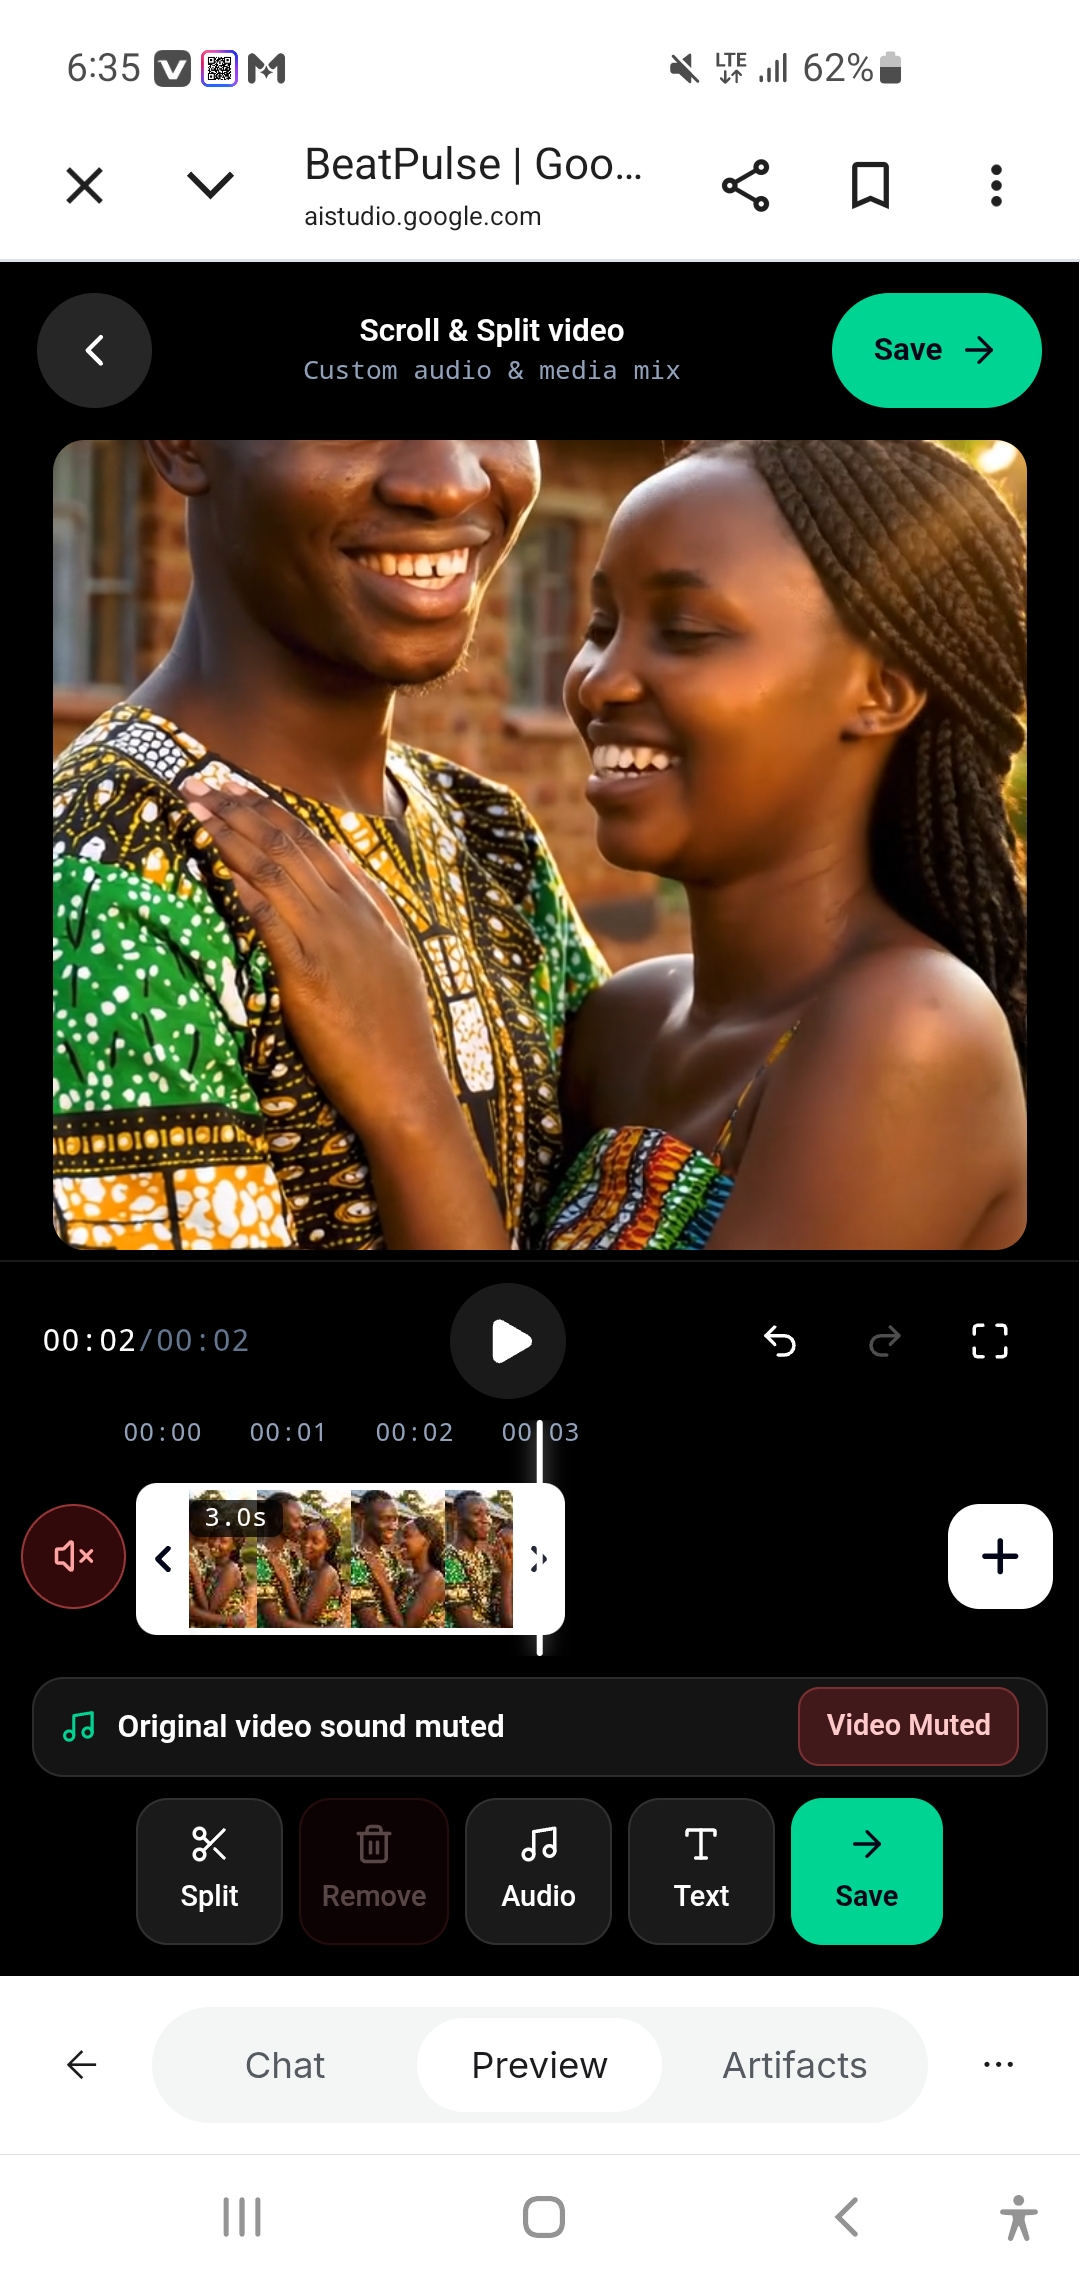 6:35
LTE
62%
BeatPulse | Goo...
aistudio.google.com
Scroll & Split video
Custom audio & media mix
Save
00:02/00:02
00:00 00:01 00:02 00:03
3.0s
Original video sound muted
Video Muted
Split
Remove
Audio
Text
Save
Chat
Preview
Artifacts